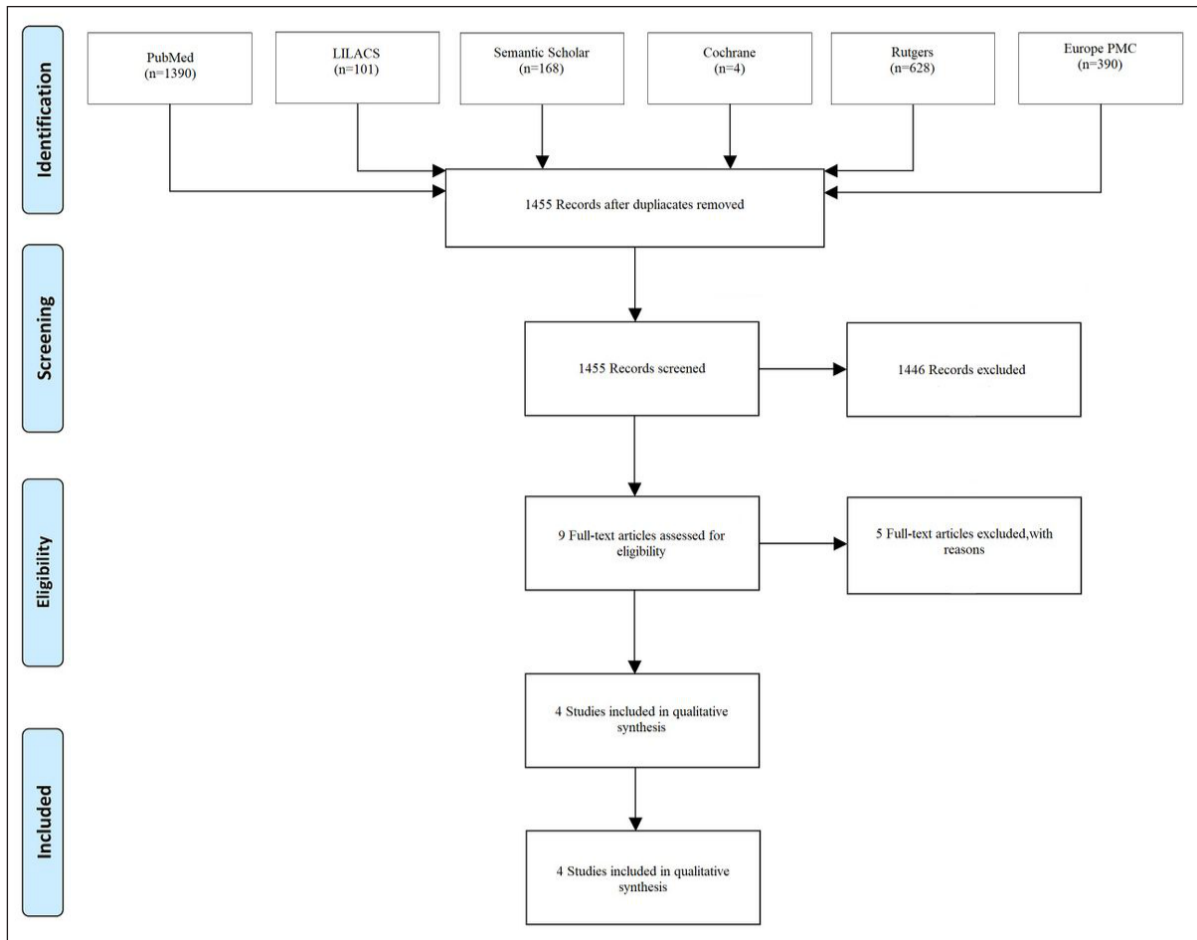 Identification
PubMed
(n=1390)
LILACS
(n=101)
Semantic Scholar
(n=168)
Cochrane
(n=4)
Rutgers
(n=628)
Europe PMC
(n=390)
1455 Records after dupliacates removed
Screening
1455 Records screened
1446 Records excluded
Eligibility
9 Full-text articles assessed for
eligibility
5 Full-text articles excluded,with
reasons
4 Studies included in qualitative
synthesis
Included
4 Studies included in qualitative
synthesis